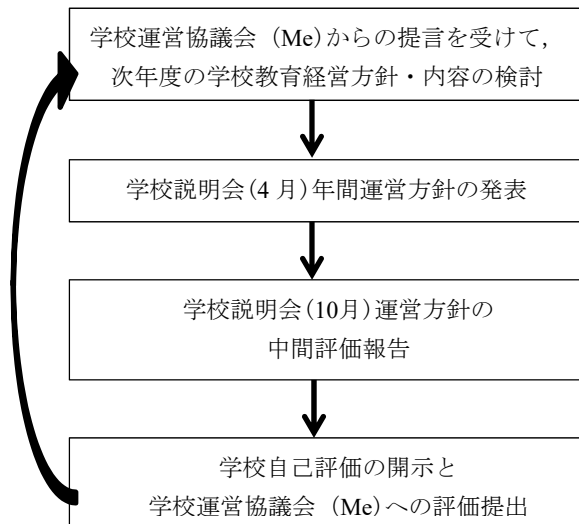 学校運営協議会（Me）からの提言を受けて，
次年度の学校教育経営方針・内容の検討
学校説明会（4月）年間運営方針の発表
学校説明会（10月）運営方針の
中間評価報告
学校自己評価の開示と
学校運営協議会（Me）への評価提出